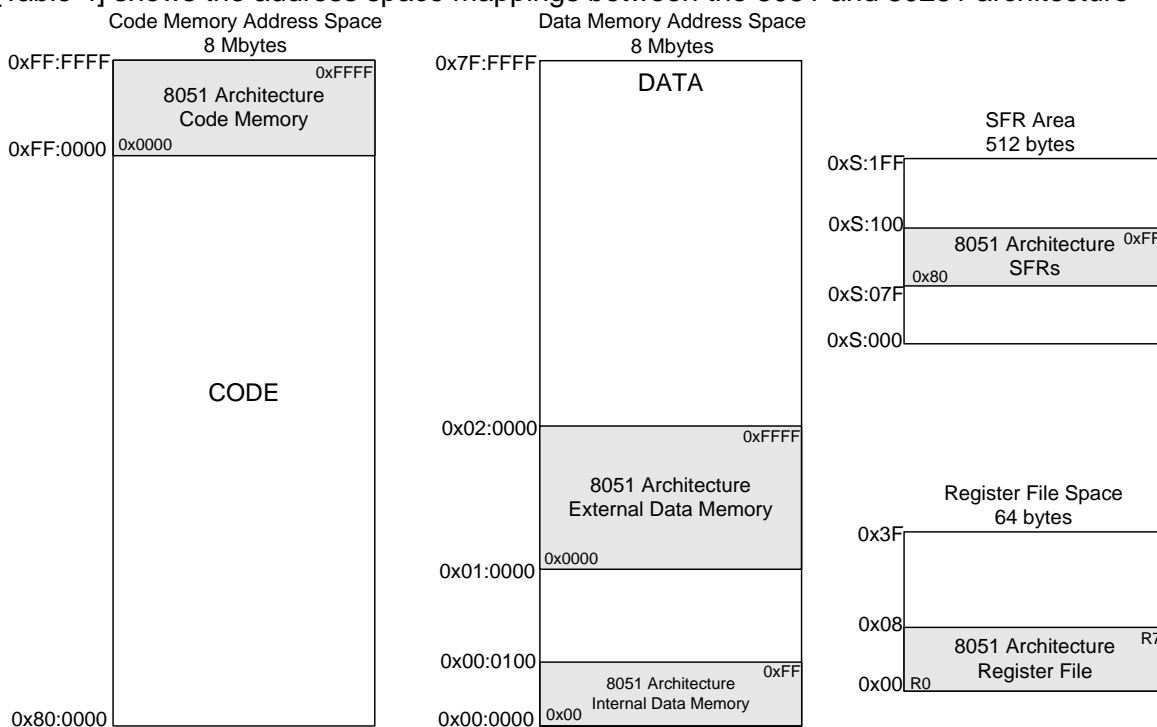 [Table 4] shows the address space mappings between the 8051 and 80251 architecture
Code Memory Address Space
8 Mbytes
0xFF:FFFF
0xFFFF
8051 Architecture
Code Memory
0x0000
0xFF:0000
CODE
0x80:0000
Data Memory Address Space
8 Mbytes
0x7F:FFFF
DATA
0x02:0000
0xFFFF
8051 Architecture
External Data Memory
0x0000
0x01:0000
0x00:0100
0xFF
8051 Architecture
Internal Data Memory
0x00
0x00:0000
SFR Area
512 bytes
0xS:1FF
0xS:100
0xFF
8051 Architecture
SFRs
0x80
0xS:07F
0xS:000
Register File Space
64 bytes
0x3F
0x08
R7
8051 Architecture
Register File
0x00
R0